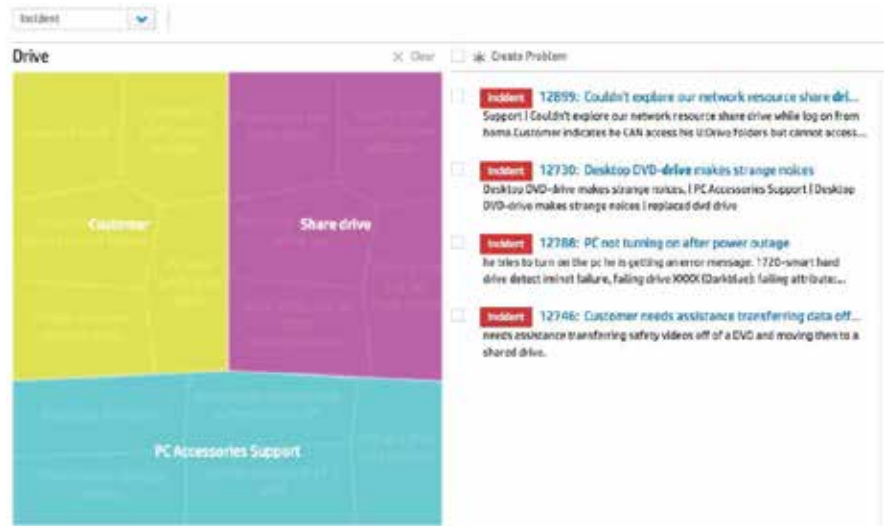 Incident
Drive
Clear
Create Problem
Customer
Share drive
PC Accessories Support
Incident 12899: Couldn't explore our network resource share dri...
Support | Couldn't explore our network resource share drive while log on from
home.Customer indicates he CAN access his U:Drive folders but cannot access...
Incident 12730: Desktop DVD-drive makes strange noices
Desktop DVD-drive makes strange noices. | PC Accessories Support | Desktop
DVD-drive makes strange noices | replaced dvd drive
Incident 12788: PC not turning on after power outage
he tries to turn on the pc he is getting an error message. 1720-smart hard
drive detect iminet failure, failing drive XXXX (Darkblue): failing attribute:...
Incident 12746: Customer needs assistance transferring data off...
needs assistance transferring safety videos off of a DVD and moving then to a
shared drive.